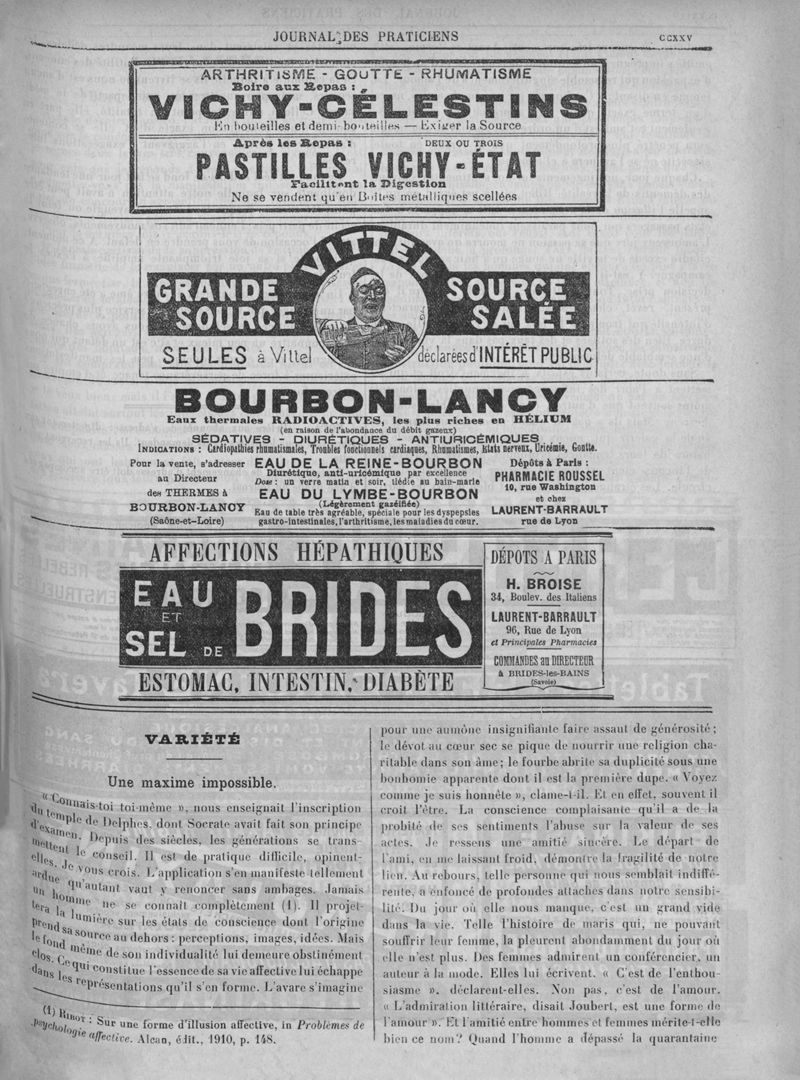 JOURNAL DES PRATICIENS
CCXXV
ARTHRITISME - GOUTTE - RHUMATISME
Boire aux Repas :
VICHY-CÉLESTINS
En bouteilles et demi-bouteilles — Exiger la Source
Après les Repas : DEUX OU TROIS
PASTILLES VICHY-ÉTAT
Facilitent la Digestion
Ne se vendent qu'en Boîtes métalliques scellées
VITTEL
GRANDE SOURCE
SOURCE SALÉE
SEULES à Vittel déclarées d'INTÉRÊT PUBLIC
BOURBON-LANCY
Eaux thermales RADIOACTIVES, les plus riches en HÉLIUM
(en raison de l'abondance du débit gazeux)
SÉDATIVES - DIURÉTIQUES - ANTIURICÉMIQUES
INDICATIONS : Cardiopathies rhumatismales, Troubles fonctionnels cardiaques, Rhumatismes, Etats nerveux, Uricémie, Goutte.
Pour la vente, s'adresser
au Directeur
des THERMES à
BOURBON-LANCY
(Saône-et-Loire)
EAU DE LA REINE-BOURBON
Diurétique, anti-uricémique par excellence
Dose : un verre matin et soir, tiédie au bain-marie
EAU DU LYMBE-BOURBON
(Légèrement gazéifiée)
Eau de table très agréable, spéciale pour les dyspepsies
gastro-intestinales, l'arthritisme, les maladies du cœur.
Dépôts à Paris :
PHARMACIE ROUSSEL
10, rue Washington
et chez
LAURENT-BARRAULT
rue de Lyon
AFFECTIONS HÉPATHIQUES
EAU
ET
SEL DE BRIDES
ESTOMAC, INTESTIN, DIABÈTE
DÉPOTS A PARIS
H. BROISE
34, Boulev. des Italiens
LAURENT-BARRAULT
96, Rue de Lyon
et Principales Pharmacies
COMMANDES au DIRECTEUR
à BRIDES-les-BAINS
(Savoie)
VARIÉTÉ
Une maxime impossible.
« Connais-toi toi-même », nous enseignait l'inscription
du temple de Delphes, dont Socrate avait fait son principe
d'examen. Depuis des siècles, les générations se trans-
mettent le conseil. Il est de pratique difficile, opinent-
elles. Je vous crois. L'application s'en manifeste tellement
ardue qu'autant vaut y renoncer sans ambages. Jamais
un homme ne se connaît complètement (1). Il projet-
tera la lumière sur les états de conscience dont l'origine
prend sa source au dehors : perceptions, images, idées. Mais
le fond même de son individualité lui demeure obstinément
clos. Ce qui constitue l'essence de sa vie affective lui échappe
dans les représentations qu'il s'en forme. L'avare s'imagine
(1) RIBOT : Sur une forme d'illusion affective, in Problèmes de
psychologie affective. Alcan, édit., 1910, p. 148.
pour une aumône insignifiante faire assaut de générosité ;
le dévot au cœur sec se pique de nourrir une religion cha-
ritable dans son âme ; le fourbe abrite sa duplicité sous une
bonhomie apparente dont il est la première dupe. « Voyez
comme je suis honnête », clame-t-il. Et en effet, souvent il
croit l'être. La conscience complaisante qu'il a de la
probité de ses sentiments l'abuse sur la valeur de ses
actes. Je ressens une amitié sincère. Le départ de
l'ami, en me laissant froid, démontre la fragilité de notre
lien. Au rebours, telle personne qui nous semblait indiffé-
rente, a enfoncé de profondes attaches dans notre sensibi-
lité. Du jour où elle nous manque, c'est un grand vide
dans la vie. Telle l'histoire de maris qui, ne pouvant
souffrir leur femme, la pleurent abondamment du jour où
elle n'est plus. Des femmes admirent un conférencier, un
auteur à la mode. Elles lui écrivent. « C'est de l'enthou-
siasme », déclarent-elles. Non pas, c'est de l'amour.
« L'admiration littéraire, disait Joubert, est une forme de
l'amour ». Et l'amitié entre hommes et femmes mérite-t-elle
bien ce nom? Quand l'homme a dépassé la quarantaine